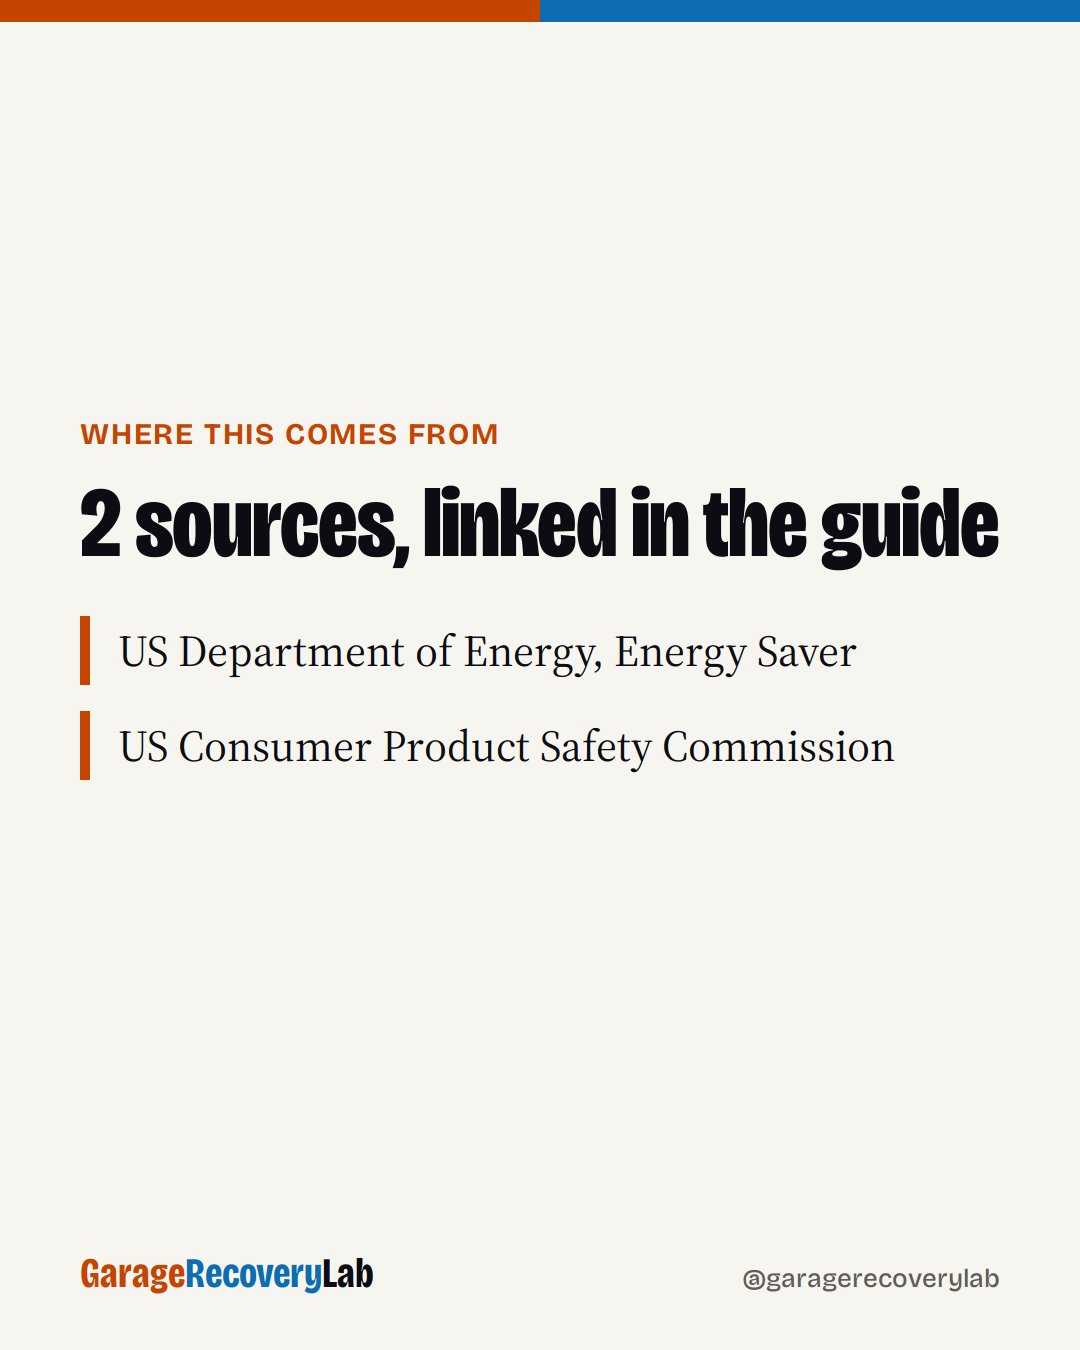 WHERE THIS COMES FROM
2 sources, linked in the guide
US Department of Energy, Energy Saver
US Consumer Product Safety Commission
GarageRecoveryLab
@garagerecoverylab